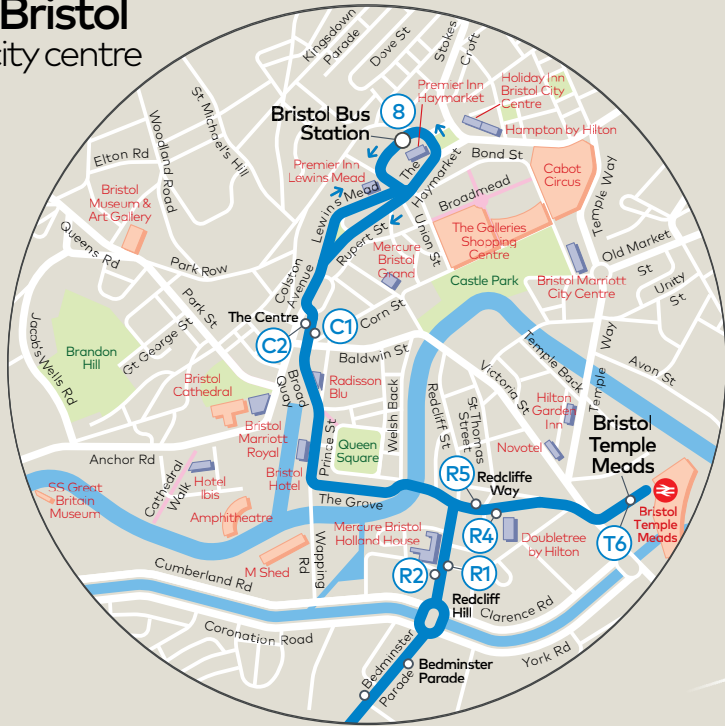 Bristol
city centre
Kingsdown
Parade
Dove St
Stokes
Croft
Premier Inn
Haymarket
Holiday Inn
Bristol City
Centre
Hampton by Hilton
Bristol Bus
Station
8
St Michael's Hill
Woodland Road
Elton Rd
Premier Inn
Lewins Mead
Lewin's Mead
The
Haymarket
Bond St
Cabot
Circus
Temple Way
Broadmead
Bristol
Museum &
Art Gallery
Queens Rd
Park Row
Rupert St
Union St
The Galleries
Shopping
Centre
Mercure
Bristol
Grand
Old Market
St
Unity
St
Bristol Marriott
City Centre
Castle Park
Colston
Avenue
Park St
The Centre
C1
C2
Corn St
Baldwin St
Gt George St
Jacob's Wells Rd
Brandon
Hill
Bristol
Cathedral
Broad
Quay
Radisson
Blu
Welsh Back
Redcliff St
St Thomas
Street
Victoria St
Temple Back
Temple Way
Avon St
Hilton
Garden
Inn
Novotel
Bristol
Temple
Meads
Bristol
Marriott
Royal
Prince St
Queen
Square
Anchor Rd
Cathedral
Walk
Hotel
Ibis
Bristol
Hotel
SS Great
Britain
Museum
Amphitheatre
The Grove
R5
Redcliffe
Way
R4
Bristol
Temple
Meads
T6
Doubletree
by Hilton
Mercure Bristol
Holland House
M Shed
Wapping
Rd
R2
R1
Cumberland Rd
Redcliff
Hill
Clarence Rd
Coronation Road
York Rd
Bedminster
Parade
Bedminster
Parade